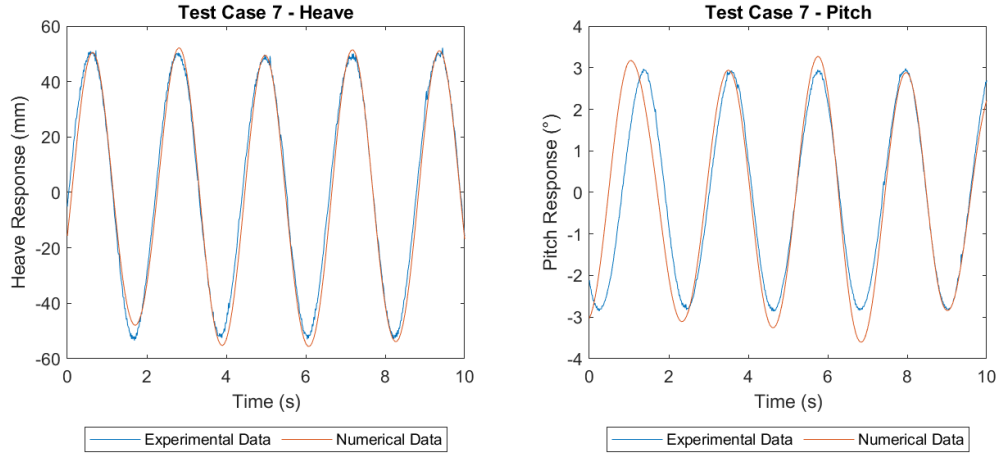 Test Case 7 - Heave
60
40
20
0
-20
-40
-60
Heave Response (mm)
0 2 4 6 8 10
Time (s)
Experimental Data Numerical Data
Test Case 7 - Pitch
4
3
2
1
0
-1
-2
-3
-4
Pitch Response (°)
0 2 4 6 8 10
Time (s)
Experimental Data Numerical Data